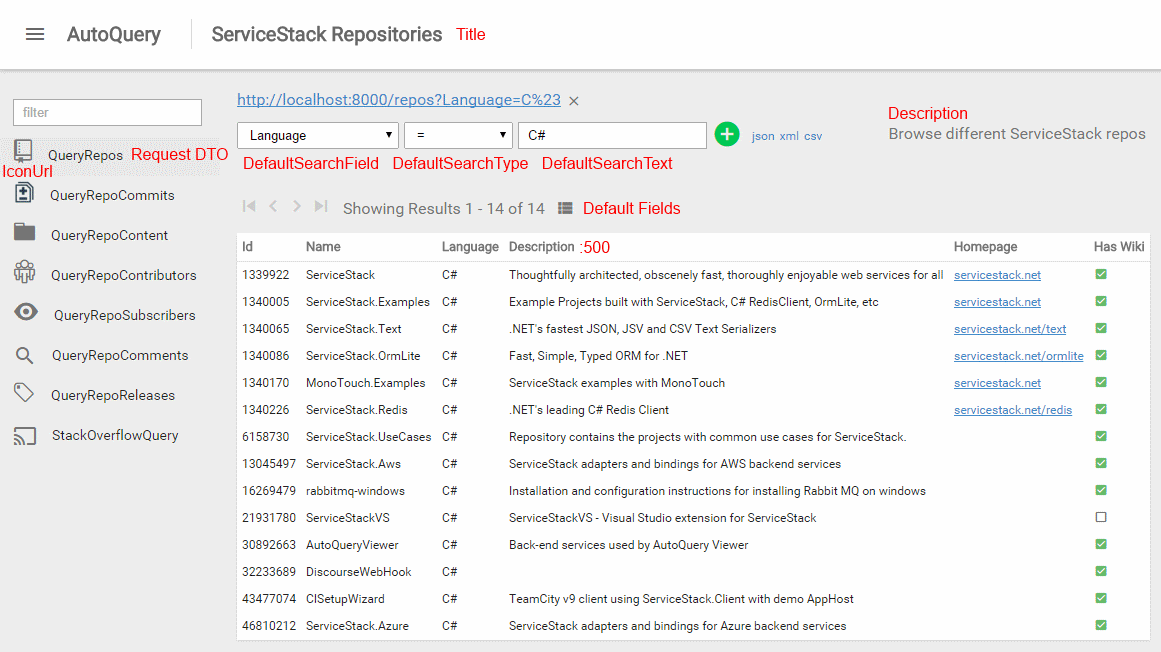 AutoQuery
ServiceStack Repositories Title
http://localhost:8000/repos?Language=C%23 ×
Description
Browse different ServiceStack repos
filter
Language = C# json xml csv
DefaultSearchField DefaultSearchType DefaultSearchText
QueryRepos Request DTO
IconUrl
QueryRepoCommits
QueryRepoContent
QueryRepoContributors
QueryRepoSubscribers
QueryRepoComments
QueryRepoReleases
StackOverflowQuery
Showing Results 1 - 14 of 14 Default Fields
Id Name Language Description :500 Homepage Has Wiki
1339922 ServiceStack C# Thoughtfully architected, obscenely fast, thoroughly enjoyable web services for all servicestack.net
1340005 ServiceStack.Examples C# Example Projects built with ServiceStack, C# RedisClient, OrmLite, etc servicestack.net
1340065 ServiceStack.Text C# .NET's fastest JSON, JSV and CSV Text Serializers servicestack.net/text
1340086 ServiceStack.OrmLite C# Fast, Simple, Typed ORM for .NET servicestack.net/ormlite
1340170 MonoTouch.Examples C# ServiceStack examples with MonoTouch servicestack.net
1340226 ServiceStack.Redis C# .NET's leading C# Redis Client servicestack.net/redis
6158730 ServiceStack.UseCases C# Repository contains the projects with common use cases for ServiceStack.
13045497 ServiceStack.Aws C# ServiceStack adapters and bindings for AWS backend services
16269479 rabbitmq-windows C# Installation and configuration instructions for installing Rabbit MQ on windows
21931780 ServiceStackVS C# ServiceStackVS - Visual Studio extension for ServiceStack
30892663 AutoQueryViewer C# Back-end services used by AutoQuery Viewer
32233689 DiscourseWebHook C#
43477074 CISetupWizard C# TeamCity v9 client using ServiceStack.Client with demo AppHost
46810212 ServiceStack.Azure C# ServiceStack adapters and bindings for Azure backend services